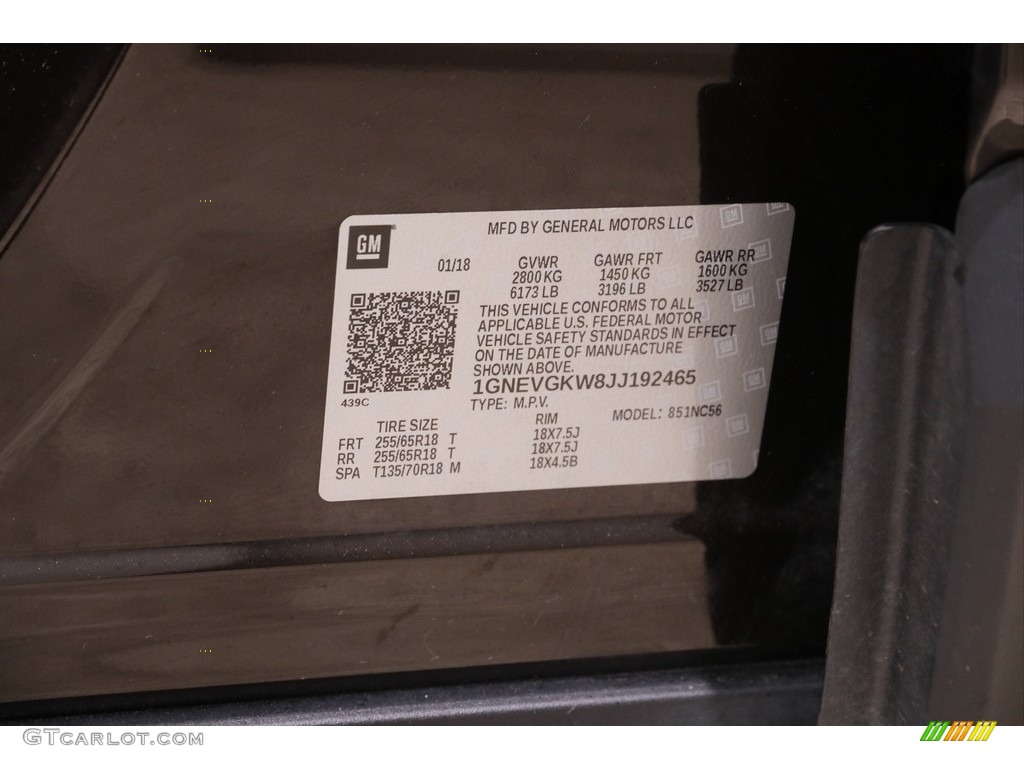 GM
MFD BY GENERAL MOTORS LLC
01/18
GVWR GAWR FRT GAWR RR
2800 KG 1450 KG 1600 KG
6173 LB 3196 LB 3527 LB
THIS VEHICLE CONFORMS TO ALL
APPLICABLE U.S. FEDERAL MOTOR
VEHICLE SAFETY STANDARDS IN EFFECT
ON THE DATE OF MANUFACTURE
SHOWN ABOVE.
1GNEVGKW8JJ192465
439C
TYPE: M.P.V. MODEL: 851NC56
TIRE SIZE RIM
FRT 255/65R18 T 18X7.5J
RR 255/65R18 T 18X7.5J
SPA T135/70R18 M 18X4.5B
GTcarlot.com